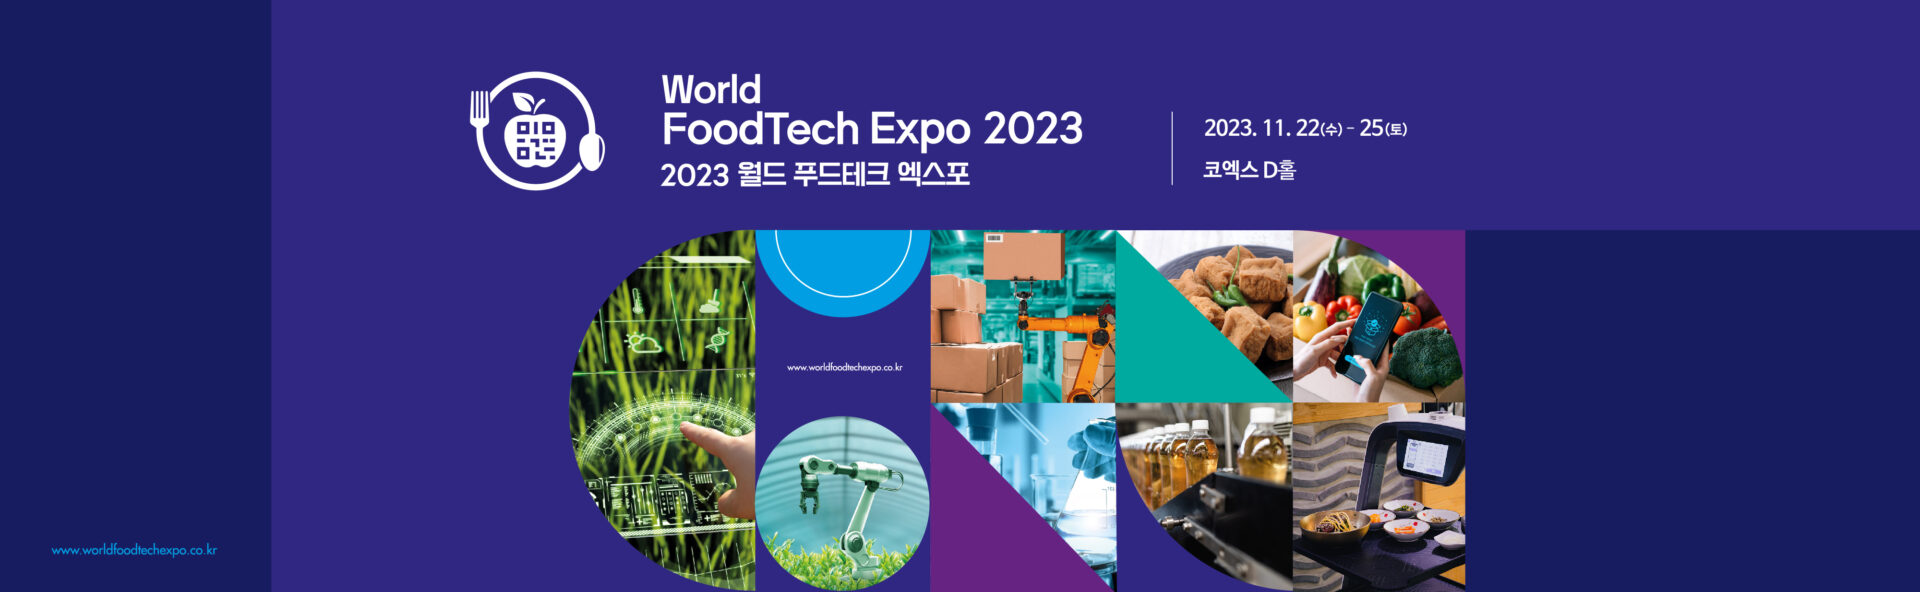 World
FoodTech Expo 2023
2023 월드 푸드테크 엑스포
2023. 11. 22(수) - 25(토)
코엑스 D홀
www.worldfoodtechexpo.co.kr
www.worldfoodtechexpo.co.kr